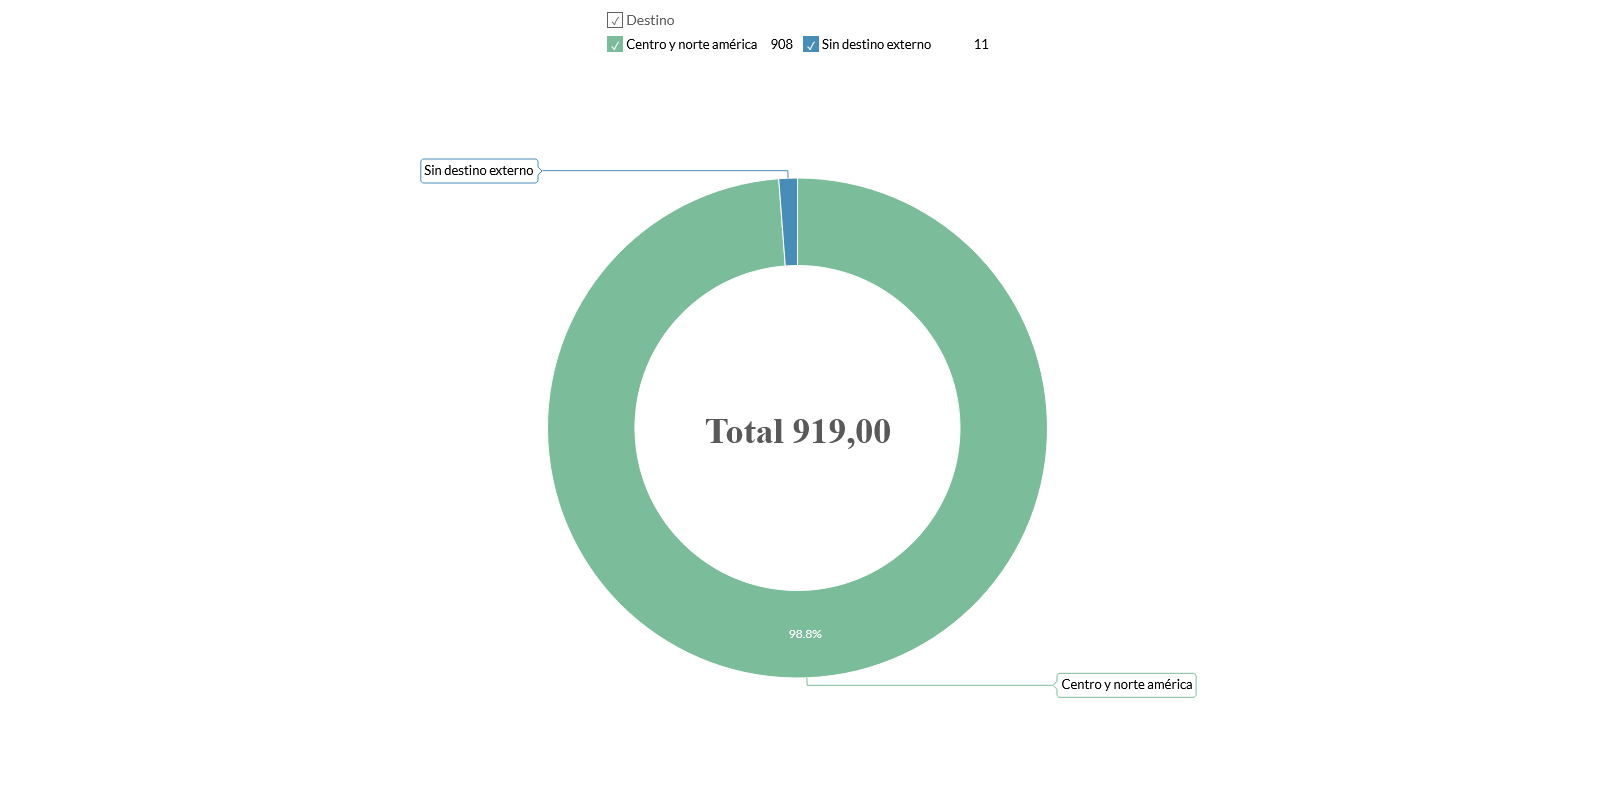 Destino
Centro y norte américa 908 Sin destino externo 11
Sin destino externo
Total 919,00
98.8%
Centro y norte américa